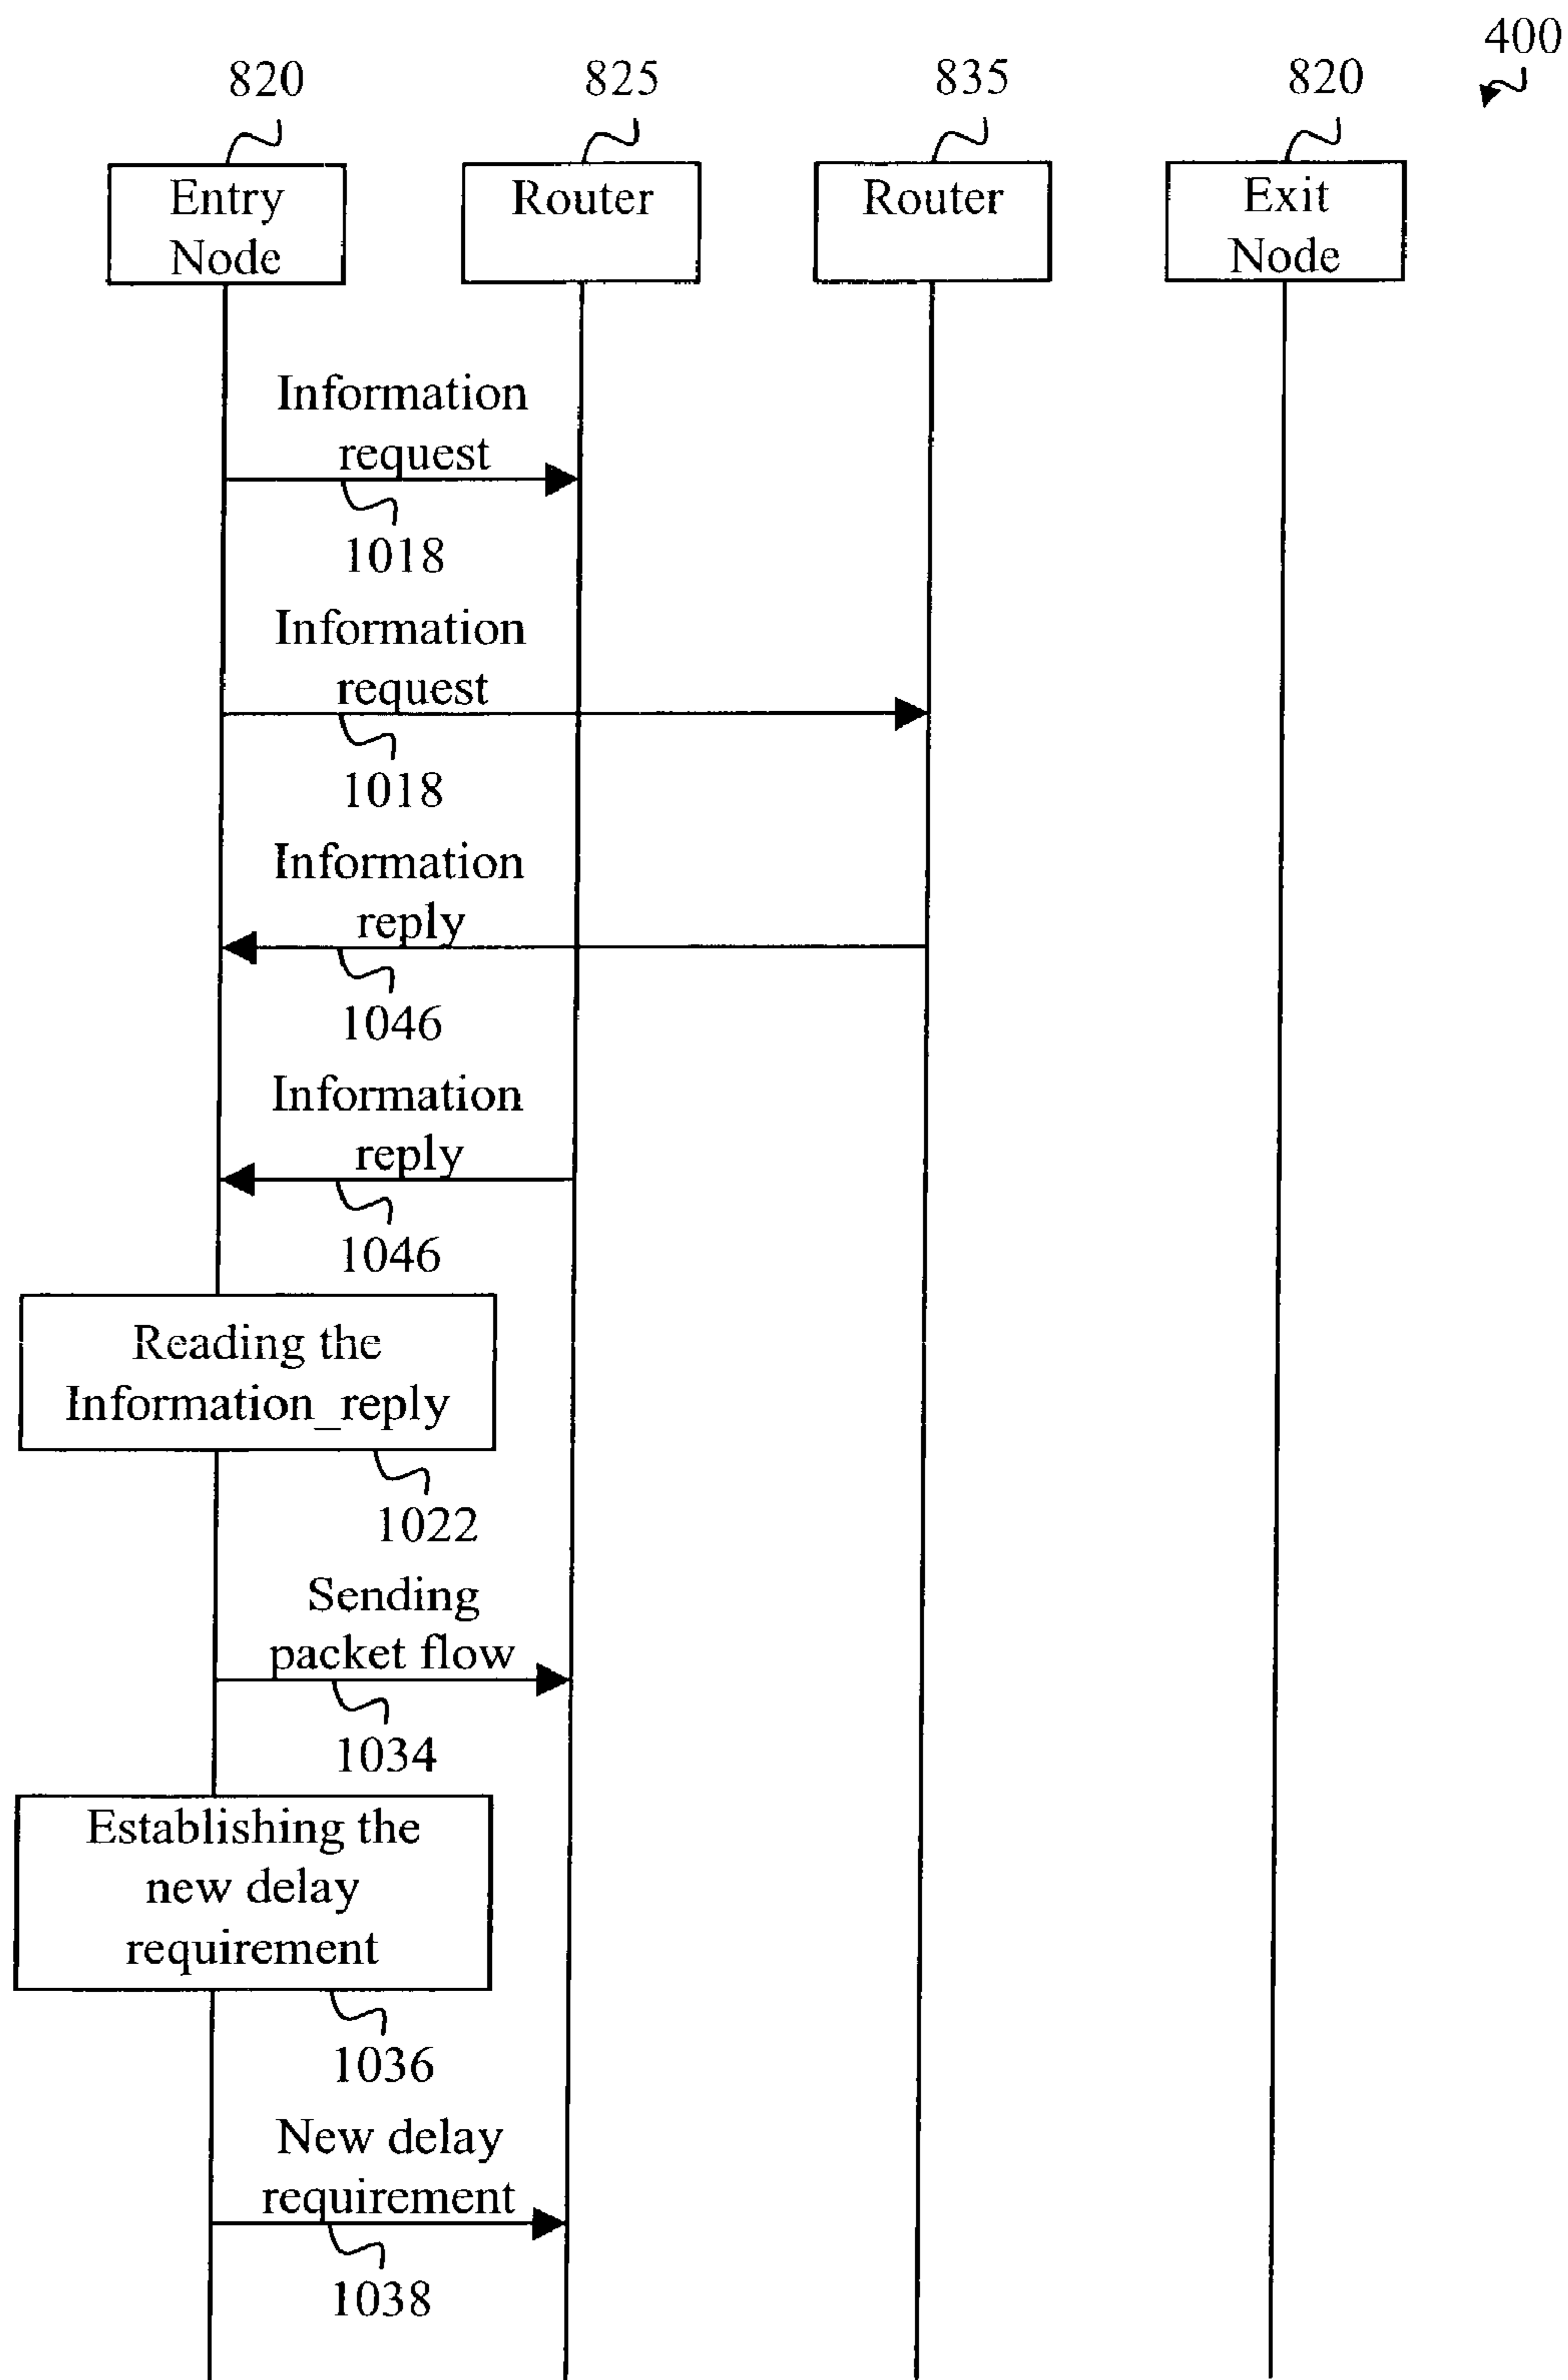 400
820
825
835
820
Entry
Node
Router
Router
Exit
Node
Information
request
1018
Information
request
1018
Information
reply
1046
Information
reply
1046
Reading the
Information_reply
1022
Sending
packet flow
1034
Establishing the
new delay
requirement
1036
New delay
requirement
1038